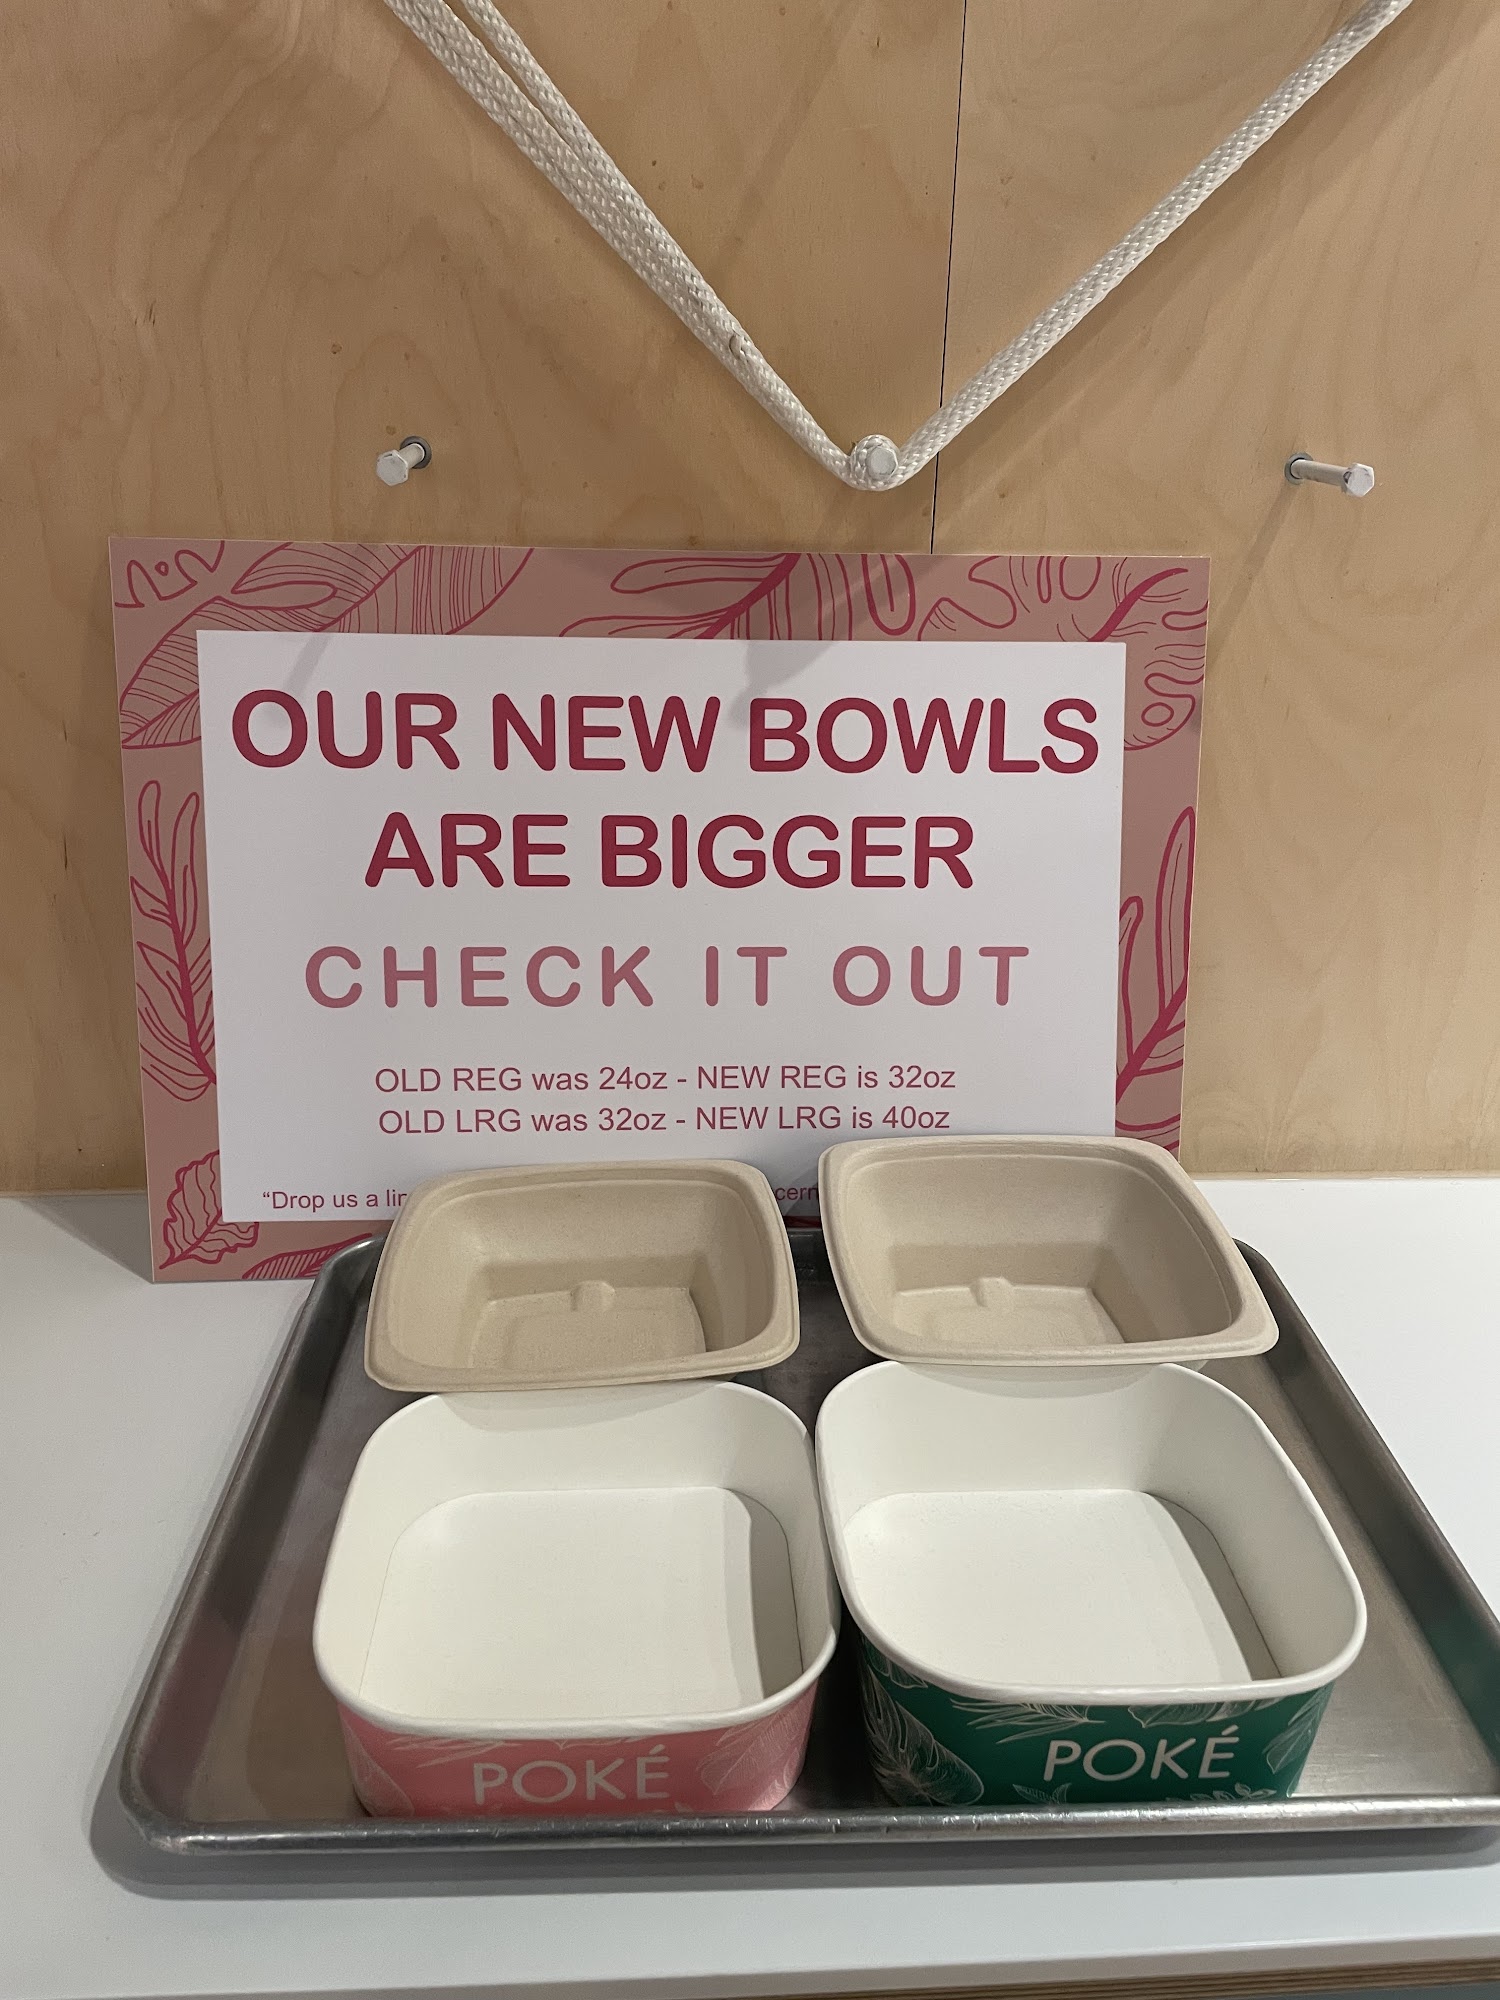 OUR NEW BOWLS
ARE BIGGER
CHECK IT OUT
OLD REG was 24oz - NEW REG is 32oz
OLD LRG was 32oz - NEW LRG is 40oz
“Drop us a
POKÉ
POKÉ